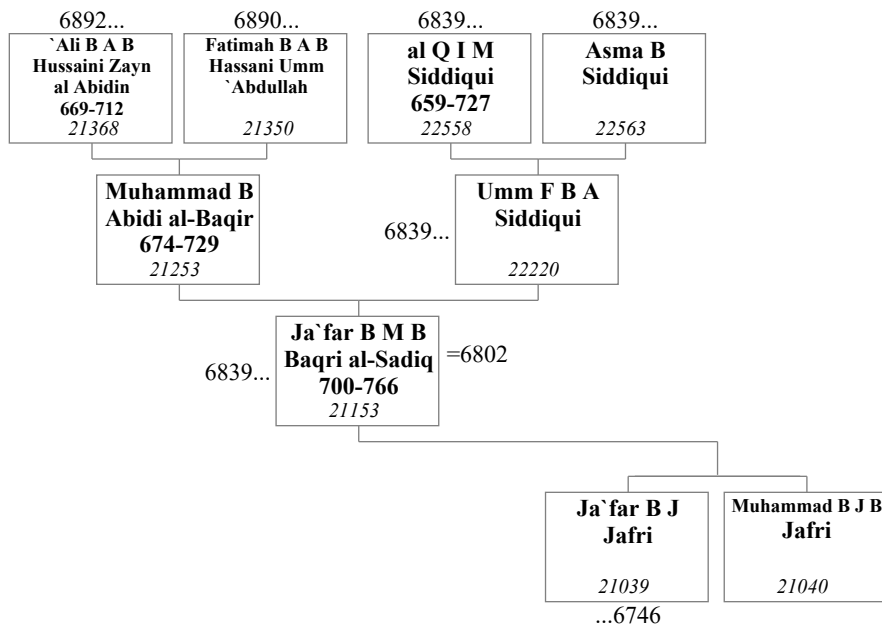 6892...
6890...
6839...
6839...
`Ali B A B
Hussaini Zayn
al Abidin
669-712
21368
Fatimah B A B
Hassani Umm
`Abdullah
21350
al Q I M
Siddiqui
659-727
22558
Asma B
Siddiqui
22563
Muhammad B
Abidi al-Baqir
674-729
21253
6839...
Umm F B A
Siddiqui
22220
6839...
Ja`far B M B
Baqri al-Sadiq
700-766
21153
=6802
Ja`far B J
Jafri
21039
...6746
Muhammad B J B
Jafri
21040